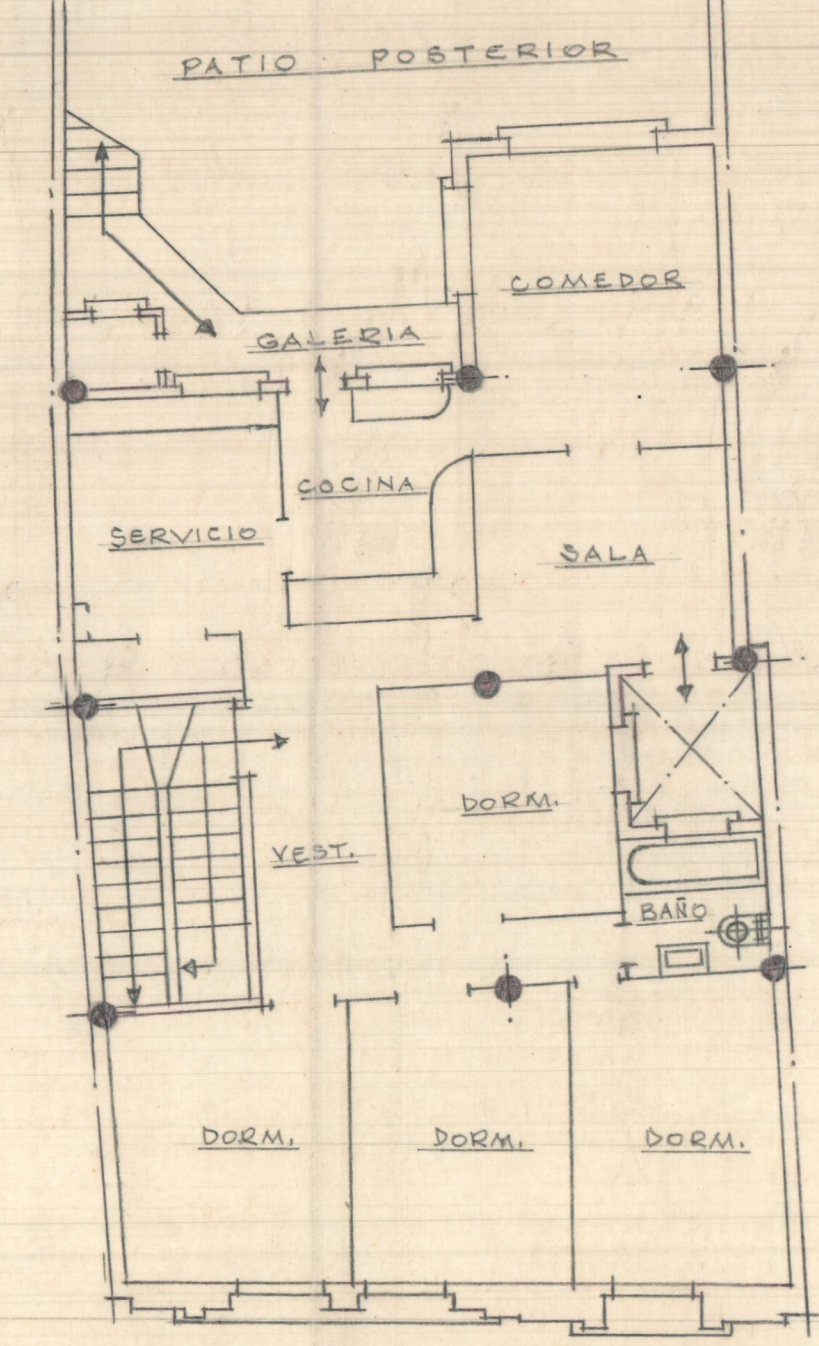 PATIO POSTERIOR
COMEDOR
GALERIA
COCINA
SERVICIO
SALA
DORM.
VEST.
BAÑO
DORM.
DORM.
DORM.